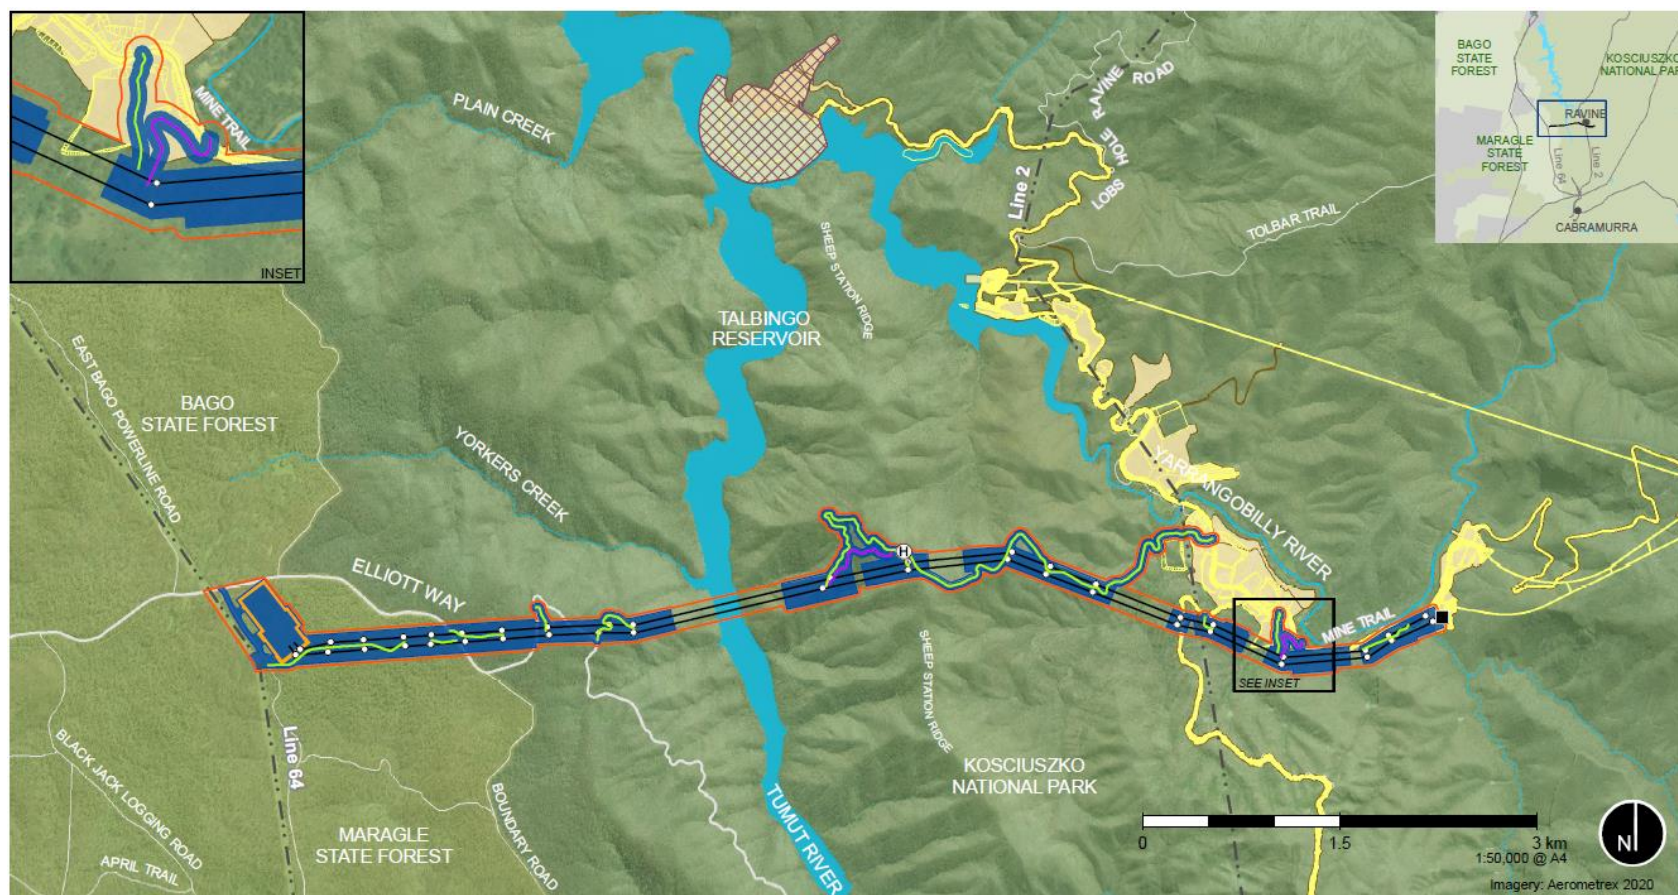 MINE TRAIL
INSET
PLAIN CREEK
LOBS HOLE RAVINE ROAD
Line 2
TOLBAR TRAIL
SHEEP STATION RIDGE
BAGO
STATE
FOREST
KOSCIUSZKO
NATIONAL PARK
RAVINE
MARAGLE
STATE
FOREST
Line 64
Line 2
CABRAMURRA
TALBINGO
RESERVOIR
EAST BAGO POWERLINE ROAD
BAGO
STATE FOREST
YORKERS CREEK
YARRANGOBILLY RIVER
ELLIOTT WAY
H
MINE TRAIL
SEE INSET
SHEEP STATION RIDGE
Line 64
BLACK JACK LOGGING ROAD
APRIL TRAIL
MARAGLE
STATE FOREST
BOUNDARY ROAD
TUMUT RIVER
KOSCIUSZKO
NATIONAL PARK
0 1.5 3 km
1:50,000 @ A4
N
Imagery: Aerometrex 2020